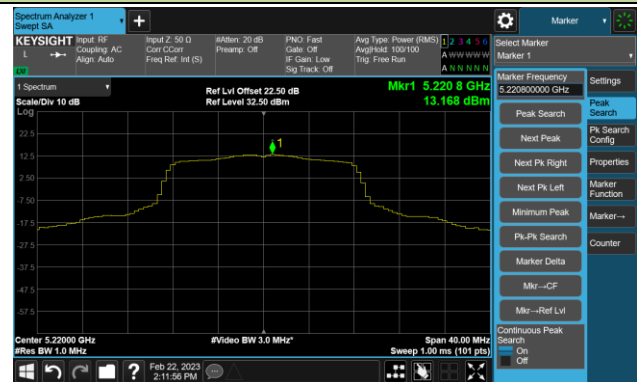 Spectrum Analyzer 1
Swept SA
Marker
KEYSIGHT
Input: RF
Coupling: AC
Align: Auto
Input Z: 50 Ω
Corr CCorr
Freq Ref: Int (S)
#Atten: 20 dB
Preamp: Off
PNO: Fast
Gate: Off
IF Gain: Low
Sig Track: Off
Avg Type: Power (RMS)
Avg|Hold: 100/100
Trig: Free Run
1 2 3 4 5 6
A W W W W W
A N N N N N
L
LXI
Select Marker
Marker 1
1 Spectrum
Scale/Div 10 dB
Log
Ref Lvl Offset 22.50 dB
Ref Level 32.50 dBm
Mkr1 5.220 8 GHz
13.168 dBm
1
22.5
12.5
2.50
-7.50
-17.5
-27.5
-37.5
-47.5
-57.5
Center 5.22000 GHz
#Res BW 1.0 MHz
#Video BW 3.0 MHz*
Span 40.00 MHz
Sweep 1.00 ms (101 pts)
Marker Frequency
5.220800000 GHz
Peak Search
Next Peak
Next Pk Right
Next Pk Left
Minimum Peak
Pk-Pk Search
Marker Delta
Mkr→CF
Mkr→Ref Lvl
Continuous Peak
Search
On
Off
Settings
Peak
Search
Pk Search
Config
Properties
Marker
Function
Marker→
Counter
Feb 22, 2023
2:11:56 PM